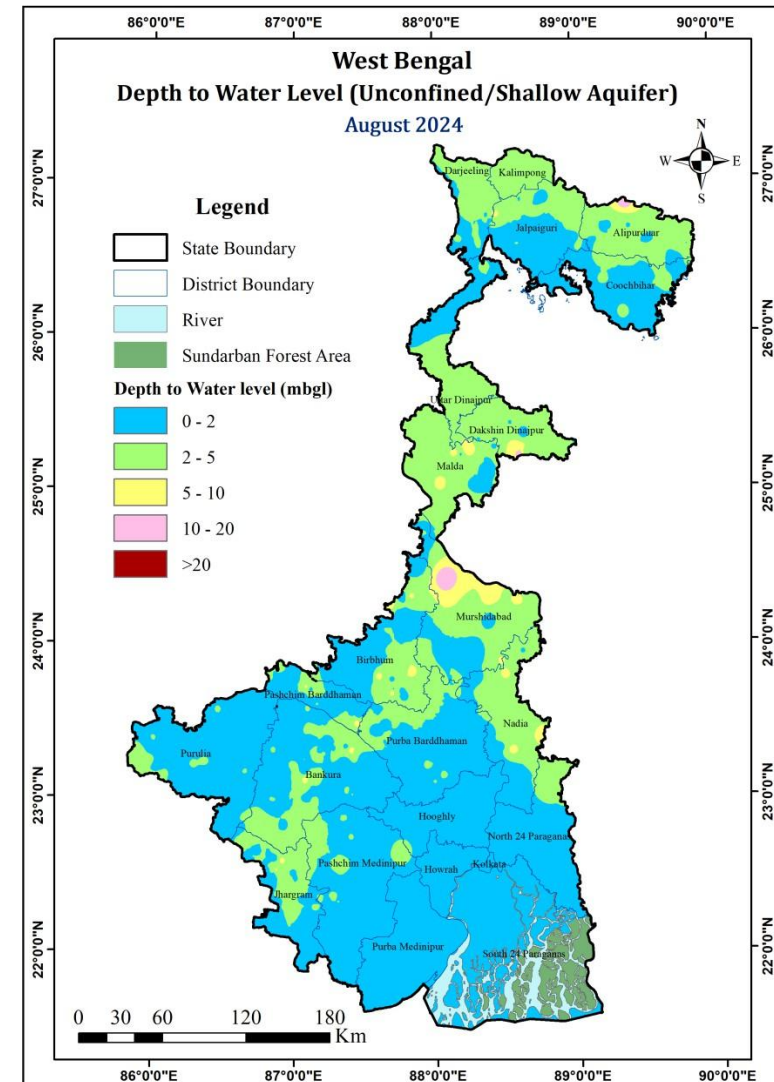 86°0'0"E 87°0'0"E 88°0'0"E 89°0'0"E 90°0'0"E
West Bengal
Depth to Water Level (Unconfined/Shallow Aquifer)
August 2024
N
W E
S
27°0'0"N
26°0'0"N
25°0'0"N
24°0'0"N
23°0'0"N
22°0'0"N
Legend
State Boundary
District Boundary
River
Sundarban Forest Area
Depth to Water level (mbgl)
0 - 2
2 - 5
5 - 10
10 - 20
>20
Darjeeling
Kalimpong
Jalpaiguri
Alipurduar
Coochbihar
Uttar Dinajpur
Dakshin Dinajpur
Malda
Murshidabad
Birbhum
Pashchim Barddhaman
Nadia
Purba Barddhaman
Purulia
Bankura
Hooghly
North 24 Paraganas
Pashchim Medinipur
Howrah
Kolkata
Jhargram
Purba Medinipur
South 24 Paraganas
27°0'0"N
26°0'0"N
25°0'0"N
24°0'0"N
23°0'0"N
22°0'0"N
0 30 60 120 180
Km
86°0'0"E 87°0'0"E 88°0'0"E 89°0'0"E 90°0'0"E